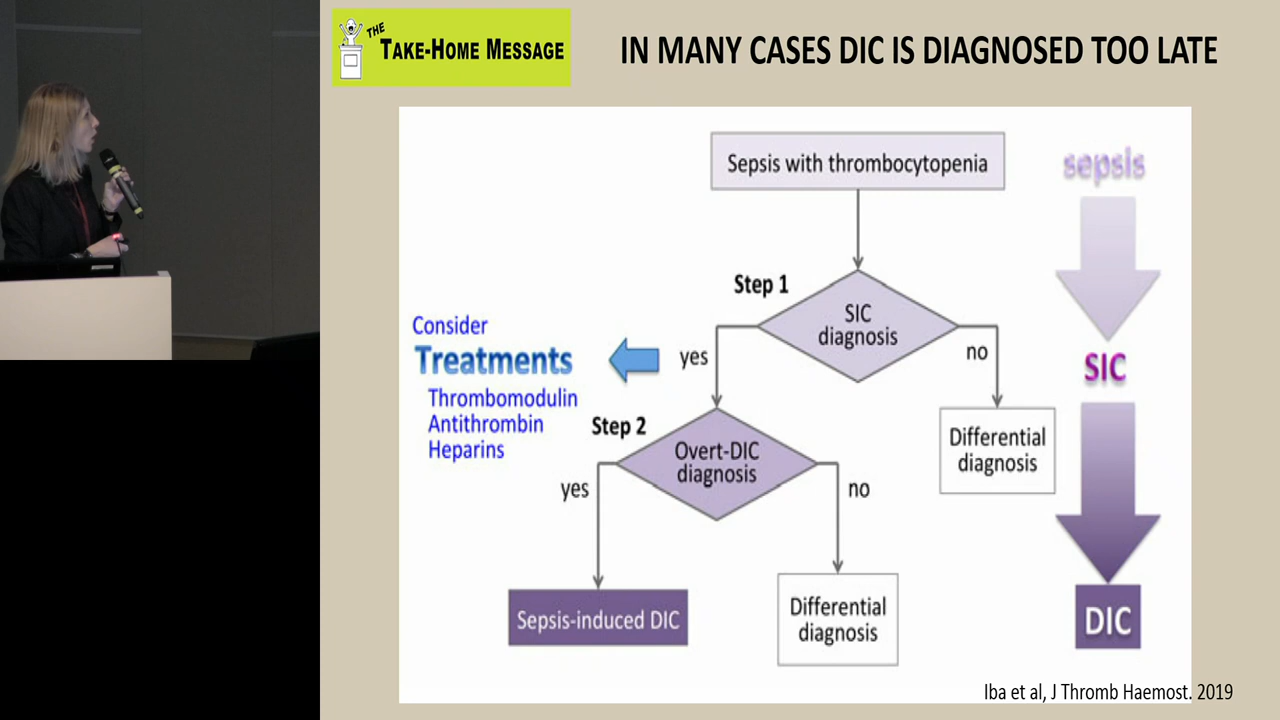 THE
TAKE-HOME MESSAGE
IN MANY CASES DIC IS DIAGNOSED TOO LATE
Sepsis with thrombocytopenia
sepsis
Step 1
SIC
diagnosis
Consider
Treatments
Thrombomodulin
Antithrombin
Heparins
yes
no
SIC
Step 2
Overt-DIC
diagnosis
Differential
diagnosis
yes
no
Sepsis-induced DIC
Differential
diagnosis
DIC
Iba et al, J Thromb Haemost. 2019